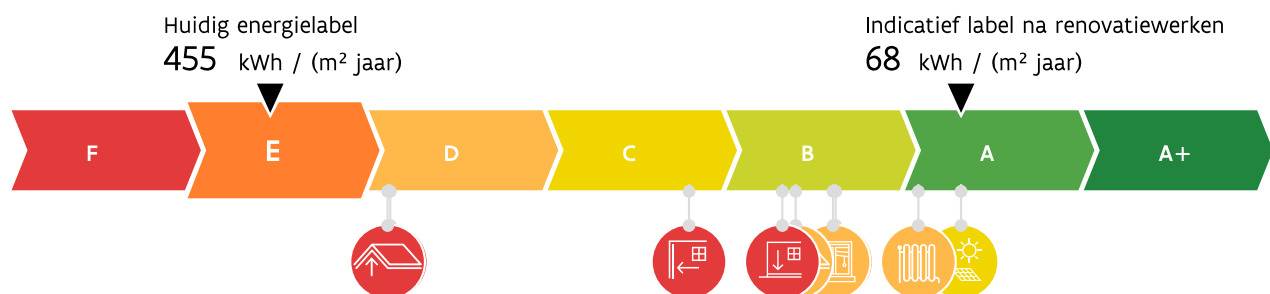 Huidig energielabel
455 kWh / (m² jaar)
Indicatief label na renovatiewerken
68 kWh / (m² jaar)
F E D C B A A+